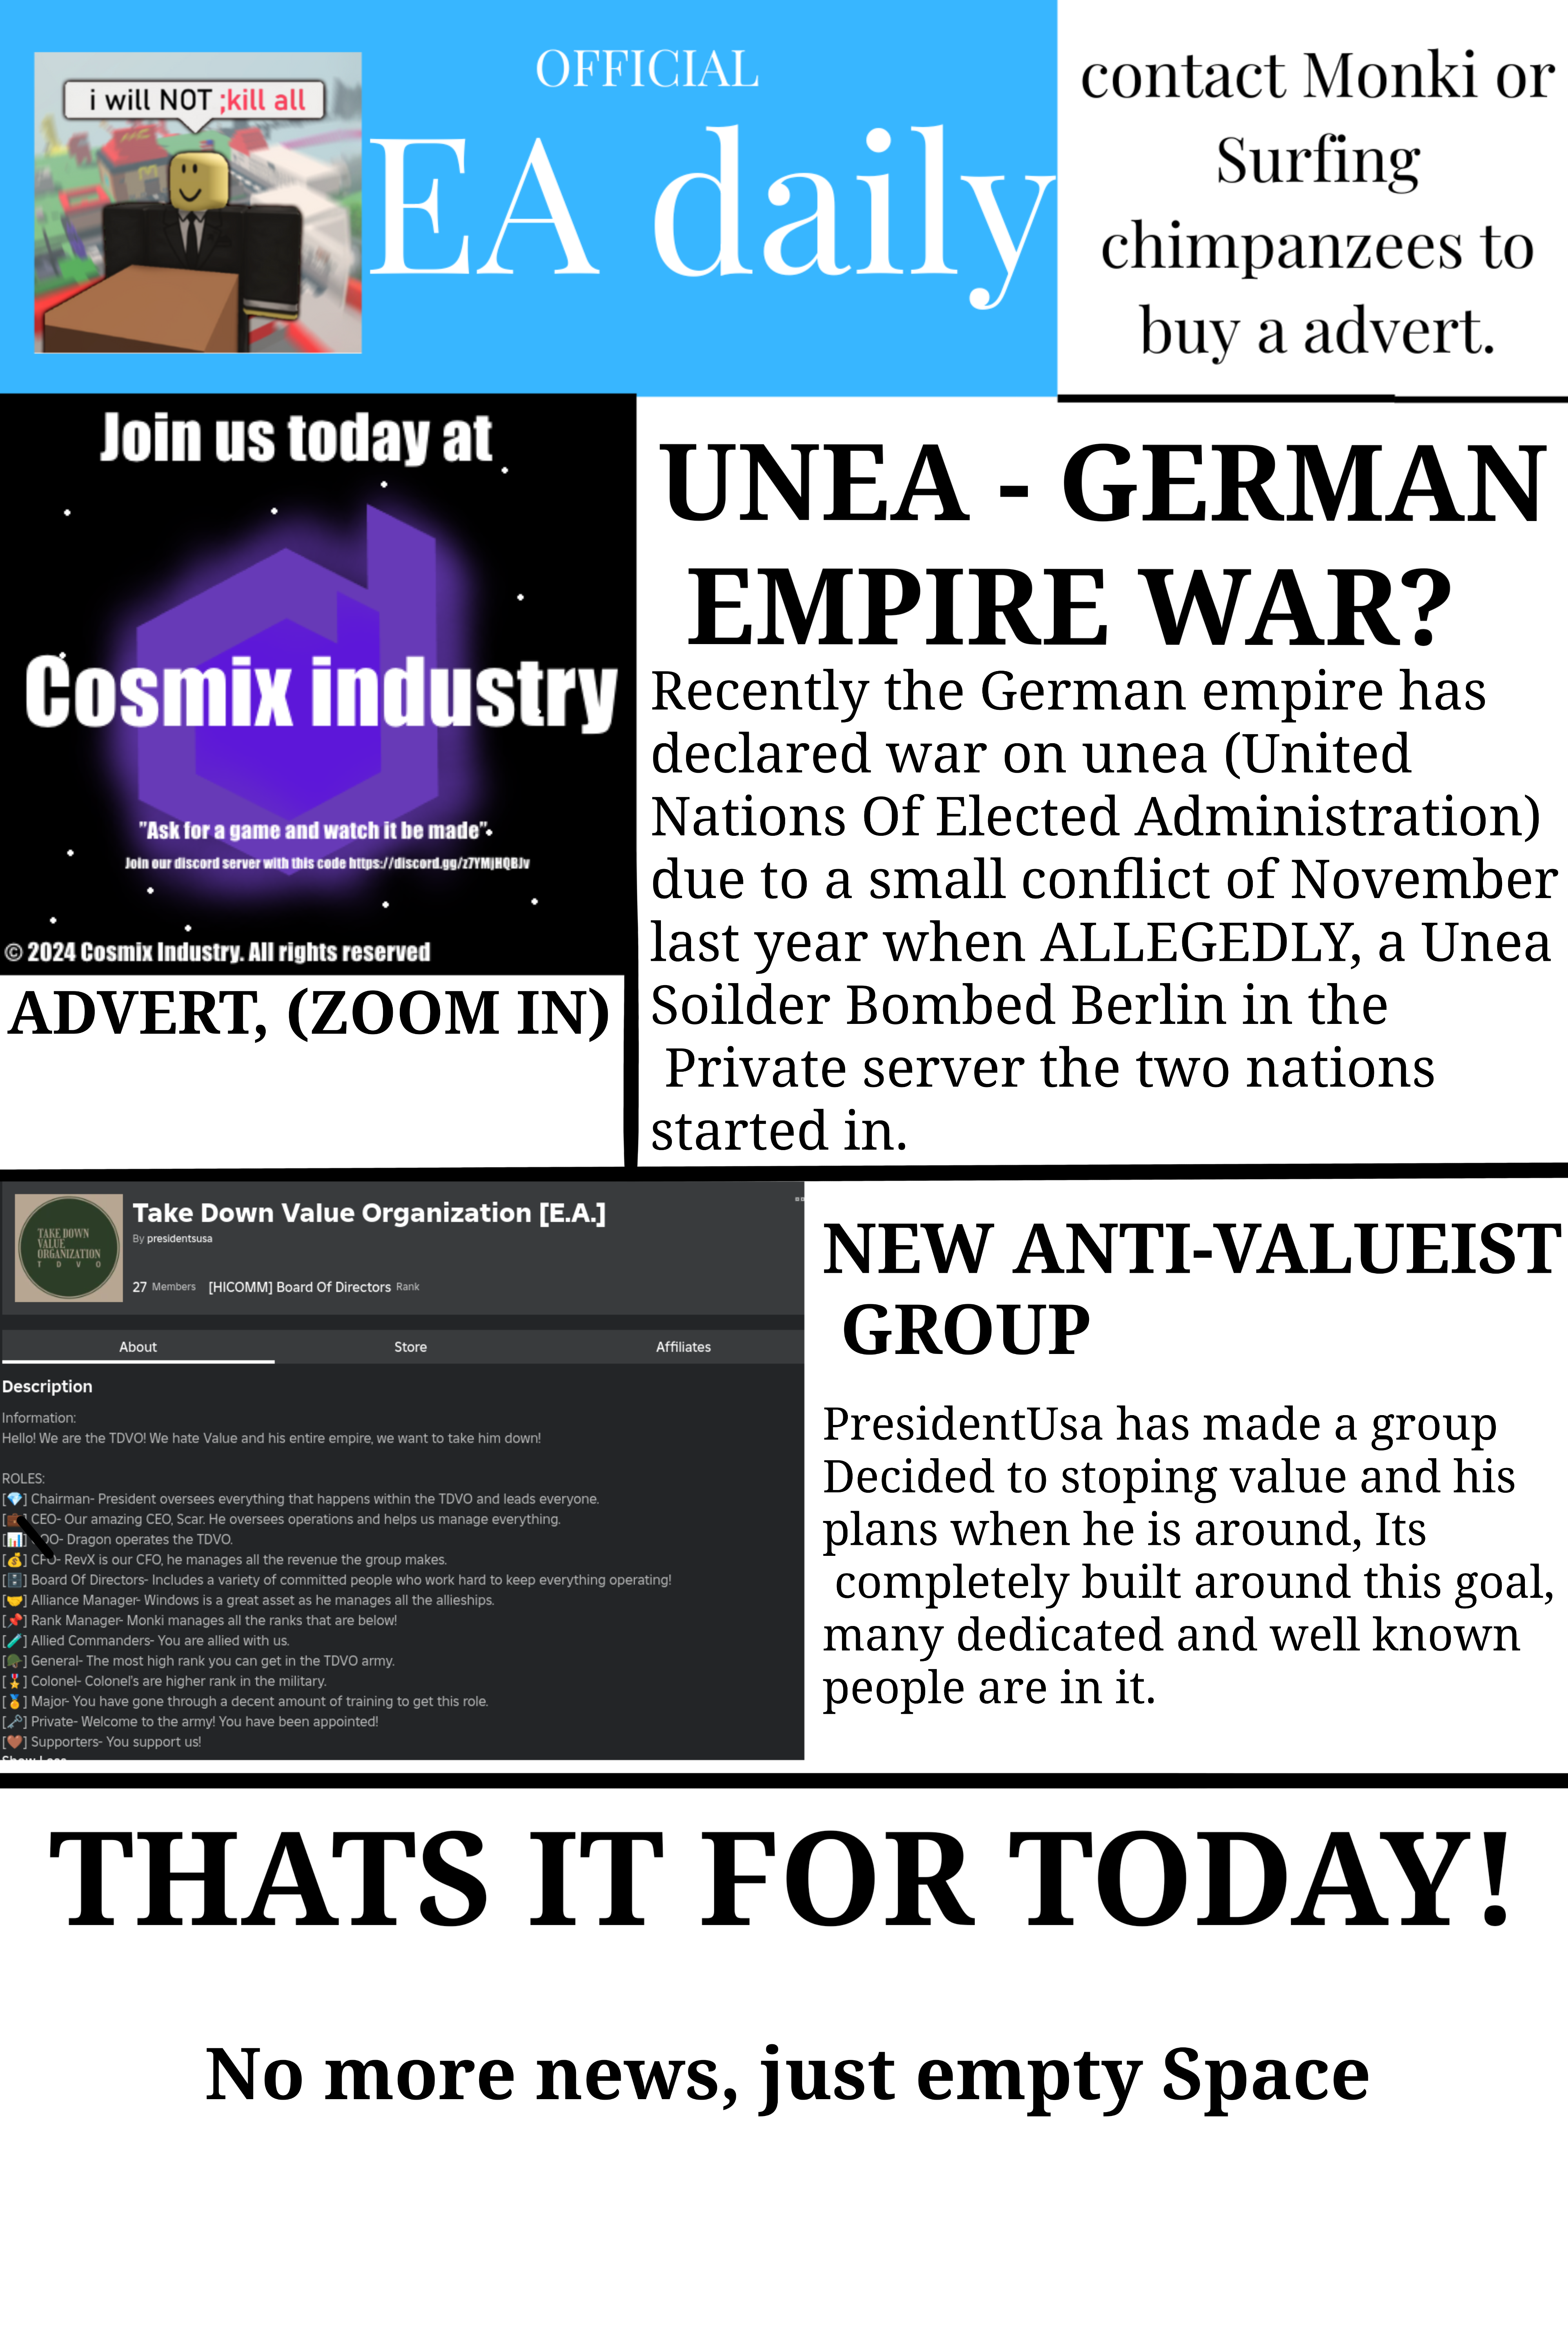 i will NOT ;kill all
OFFICIAL
EA daily
contact Monki or
Surfing
chimpanzees to
buy a advert.
Join us today at
Cosmix industry
"Ask for a game and watch it be made".
Join our discord server with this code https://discord.gg/z7YMjHQBJv
© 2024 Cosmix Industry. All rights reserved
ADVERT, (ZOOM IN)
UNEA - GERMAN
EMPIRE WAR?
Recently the German empire has
declared war on unea (United
Nations Of Elected Administration)
due to a small conflict of November
last year when ALLEGEDLY, a Unea
Soilder Bombed Berlin in the
Private server the two nations
started in.
TAKE DOWN
VALUE
ORGANIZATION
T D V O
Take Down Value Organization [E.A.]
By presidentsusa
27 Members [HICOMM] Board Of Directors Rank
About Store Affiliates
Description
Information:
Hello! We are the TDVO! We hate Value and his entire empire, we want to take him down!
ROLES:
[💎] Chairman- President oversees everything that happens within the TDVO and leads everyone.
[💼] CEO- Our amazing CEO, Scar. He oversees operations and helps us manage everything.
[📊] Dragon operates the TDVO.
[💰] CFO- RevX is our CFO, he manages all the revenue the group makes.
[🗄️] Board Of Directors- Includes a variety of committed people who work hard to keep everything operating!
[🤝] Alliance Manager- Windows is a great asset as he manages all the allieships.
[📌] Rank Manager- Monki manages all the ranks that are below!
[🧪] Allied Commanders- You are allied with us.
[🪖] General- The most high rank you can get in the TDVO army.
[🎖️] Colonel- Colonel's are higher rank in the military.
[🏅] Major- You have gone through a decent amount of training to get this role.
[🗝️] Private- Welcome to the army! You have been appointed!
[🤎] Supporters- You support us!
NEW ANTI-VALUEIST
GROUP
PresidentUsa has made a group
Decided to stoping value and his
plans when he is around, Its
completely built around this goal,
many dedicated and well known
people are in it.
THATS IT FOR TODAY!
No more news, just empty Space